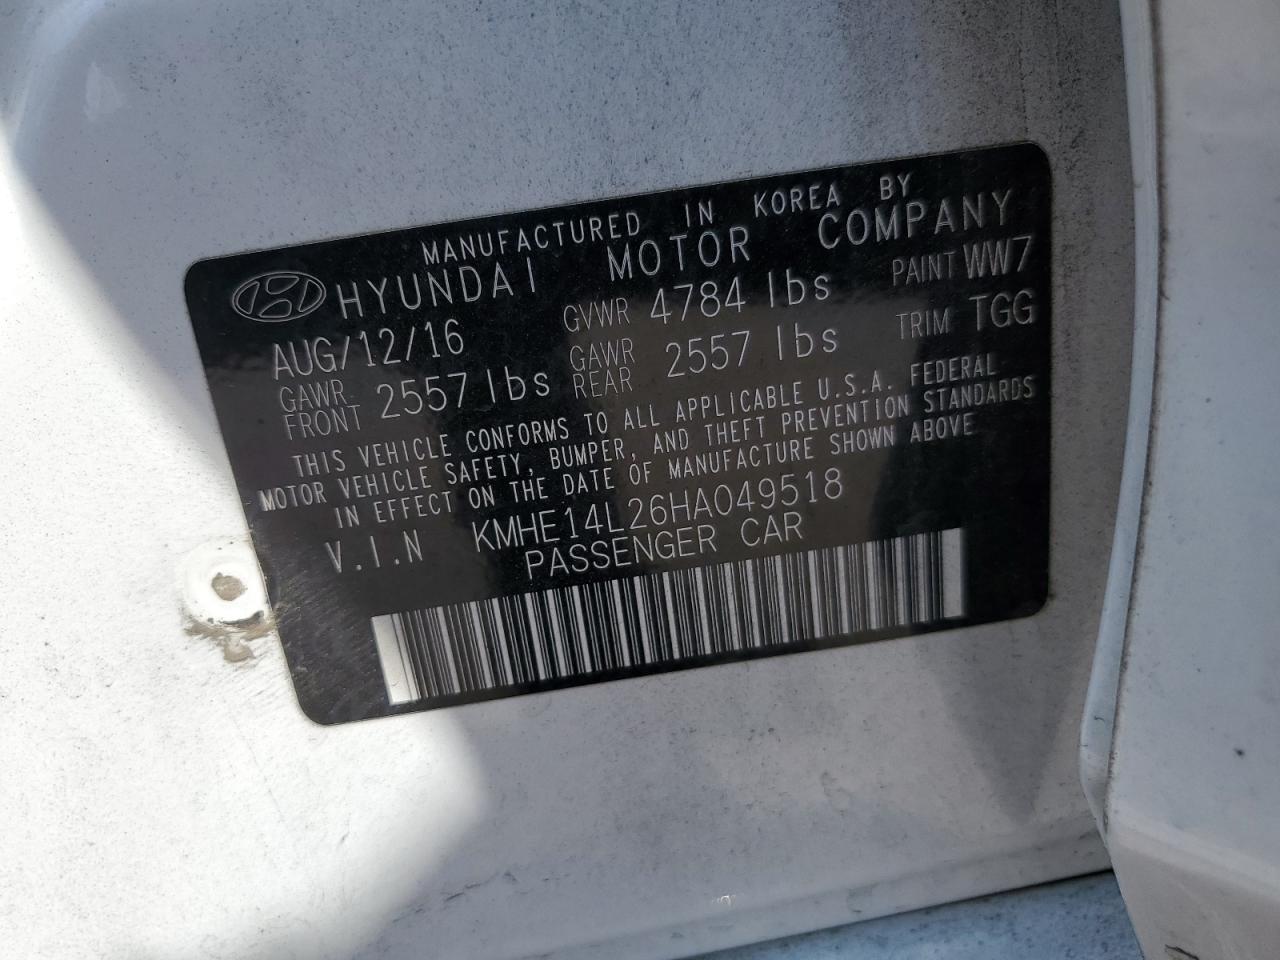 MANUFACTURED IN KOREA BY
HYUNDAI MOTOR COMPANY
AUG/12/16 GVWR 4784 lbs PAINT WW7
GAWR FRONT 2557 lbs GAWR REAR 2557 lbs TRIM TGG
THIS VEHICLE CONFORMS TO ALL APPLICABLE U.S.A. FEDERAL
MOTOR VEHICLE SAFETY, BUMPER, AND THEFT PREVENTION STANDARDS
IN EFFECT ON THE DATE OF MANUFACTURE SHOWN ABOVE
V.I.N KMHE14L26HA049518
PASSENGER CAR